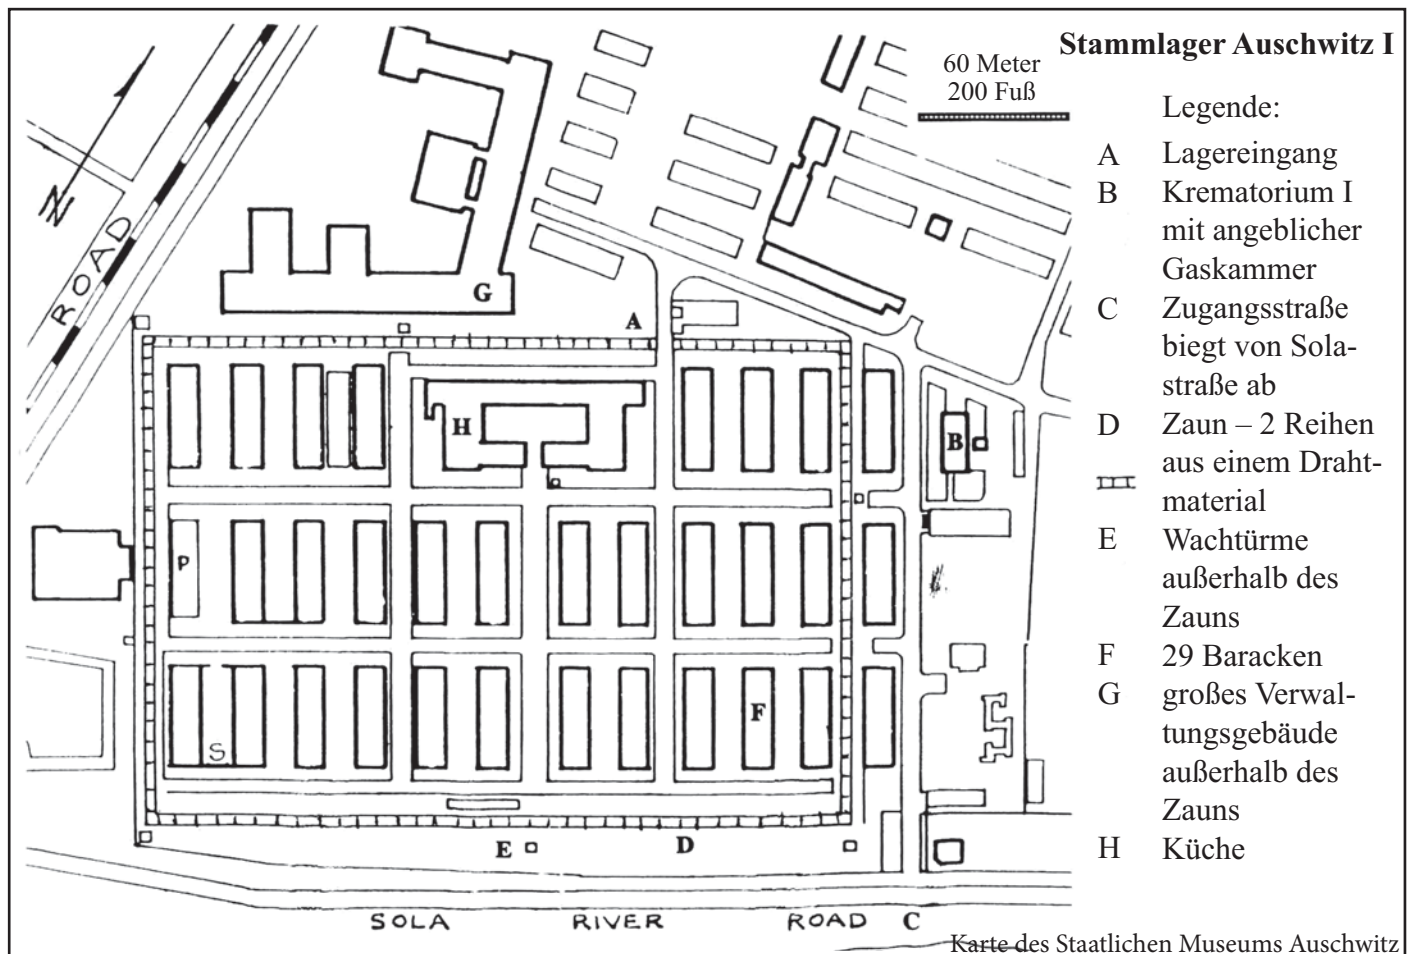 Stammlager Auschwitz I
60 Meter
200 Fuß
Legende:
A Lagereingang
B Krematorium I
mit angeblicher
Gaskammer
C Zugangsstraße
biegt von Sola-
straße ab
D Zaun – 2 Reihen
aus einem Draht-
material
E Wachtürme
außerhalb des
Zauns
F 29 Baracken
G großes Verwal-
tungsgebäude
außerhalb des
Zauns
H Küche
N
ROAD
G
A
H
B
P
F
S
E
D
SOLA RIVER ROAD C
Karte des Staatlichen Museums Auschwitz